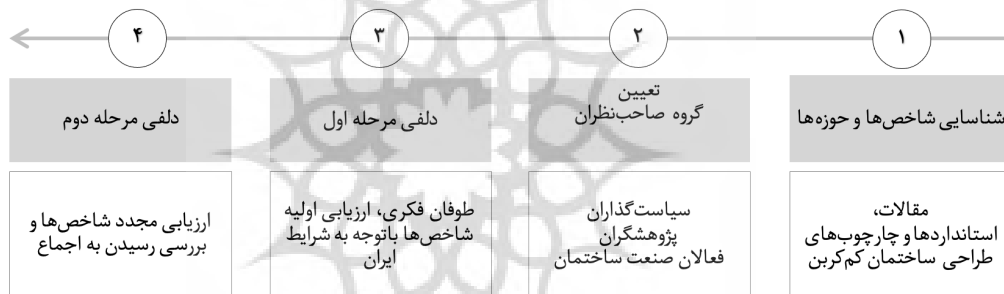 ۱
شناسایی شاخص‌ها و حوزه‌ها
مقالات،
استانداردها و چارچوب‌های
طراحی ساختمان کم‌کربن
۲
تعیین
گروه صاحب‌نظران
سیاست‌گذاران
پژوهشگران
فعالان صنعت ساختمان
۳
دلفی مرحله اول
طوفان فکری، ارزیابی اولیه
شاخص‌ها باتوجه به شرایط
ایران
۴
دلفی مرحله دوم
ارزیابی مجدد شاخص‌ها و
بررسی رسیدن به اجماع